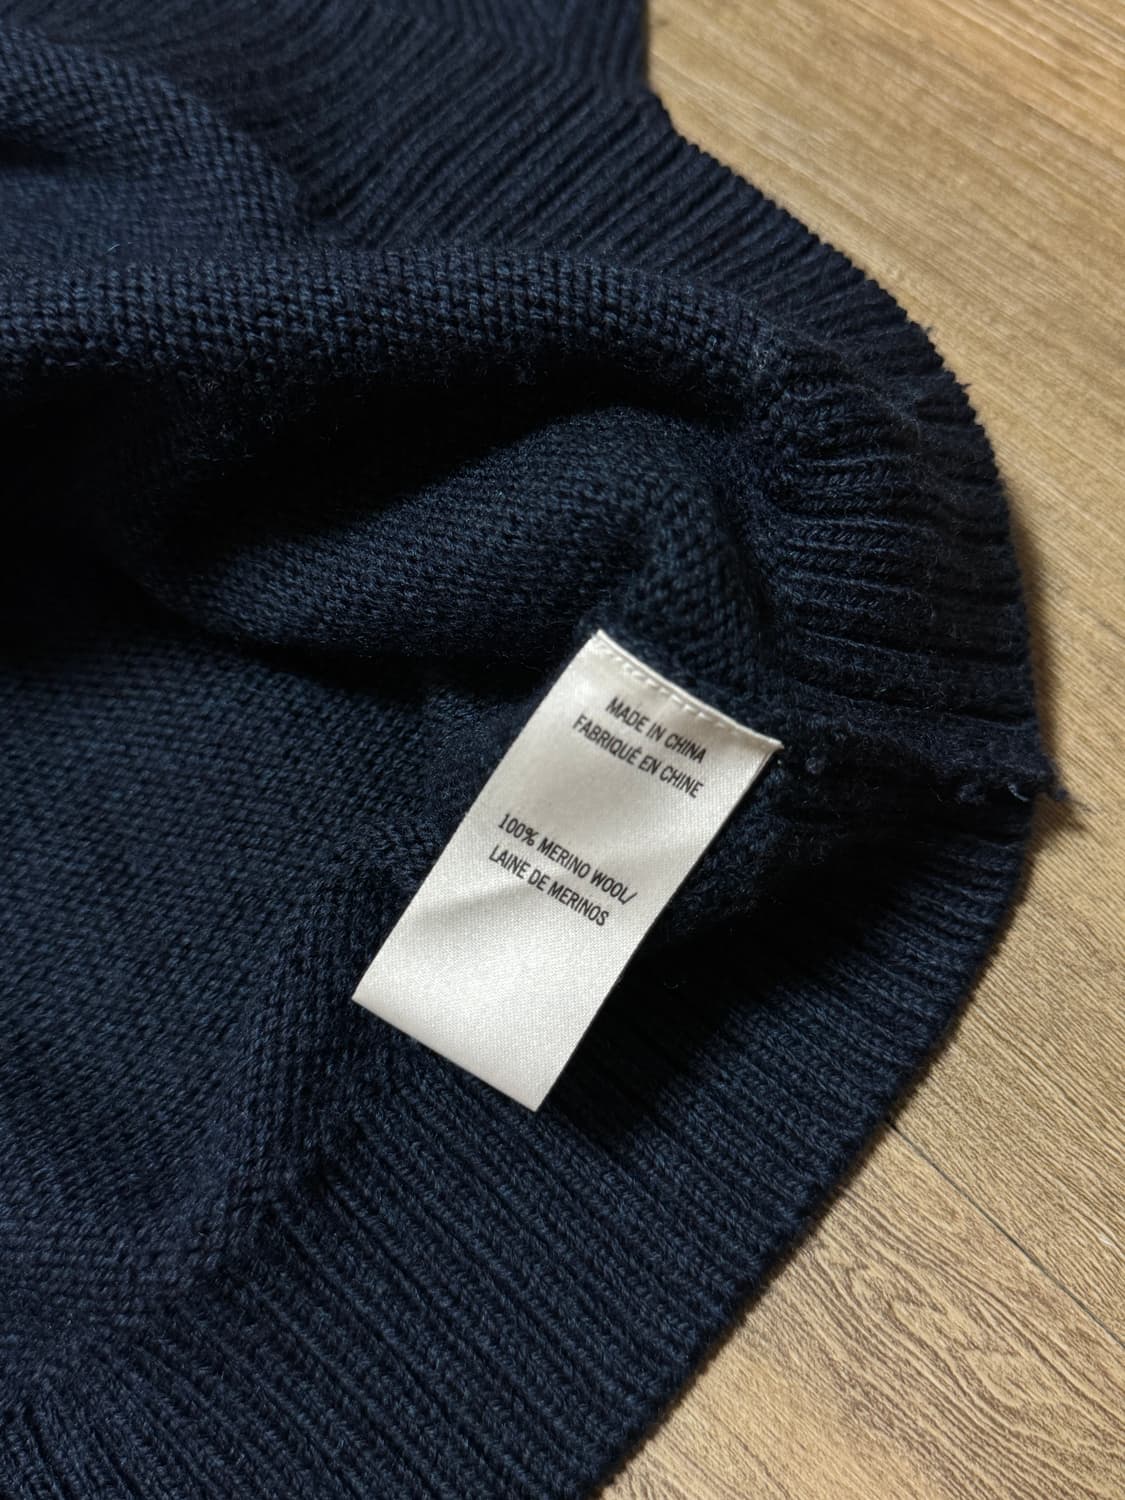 MADE IN CHINA
FABRIQUÉ EN CHINE
100% MERINO WOOL/
LAINE DE MERINOS